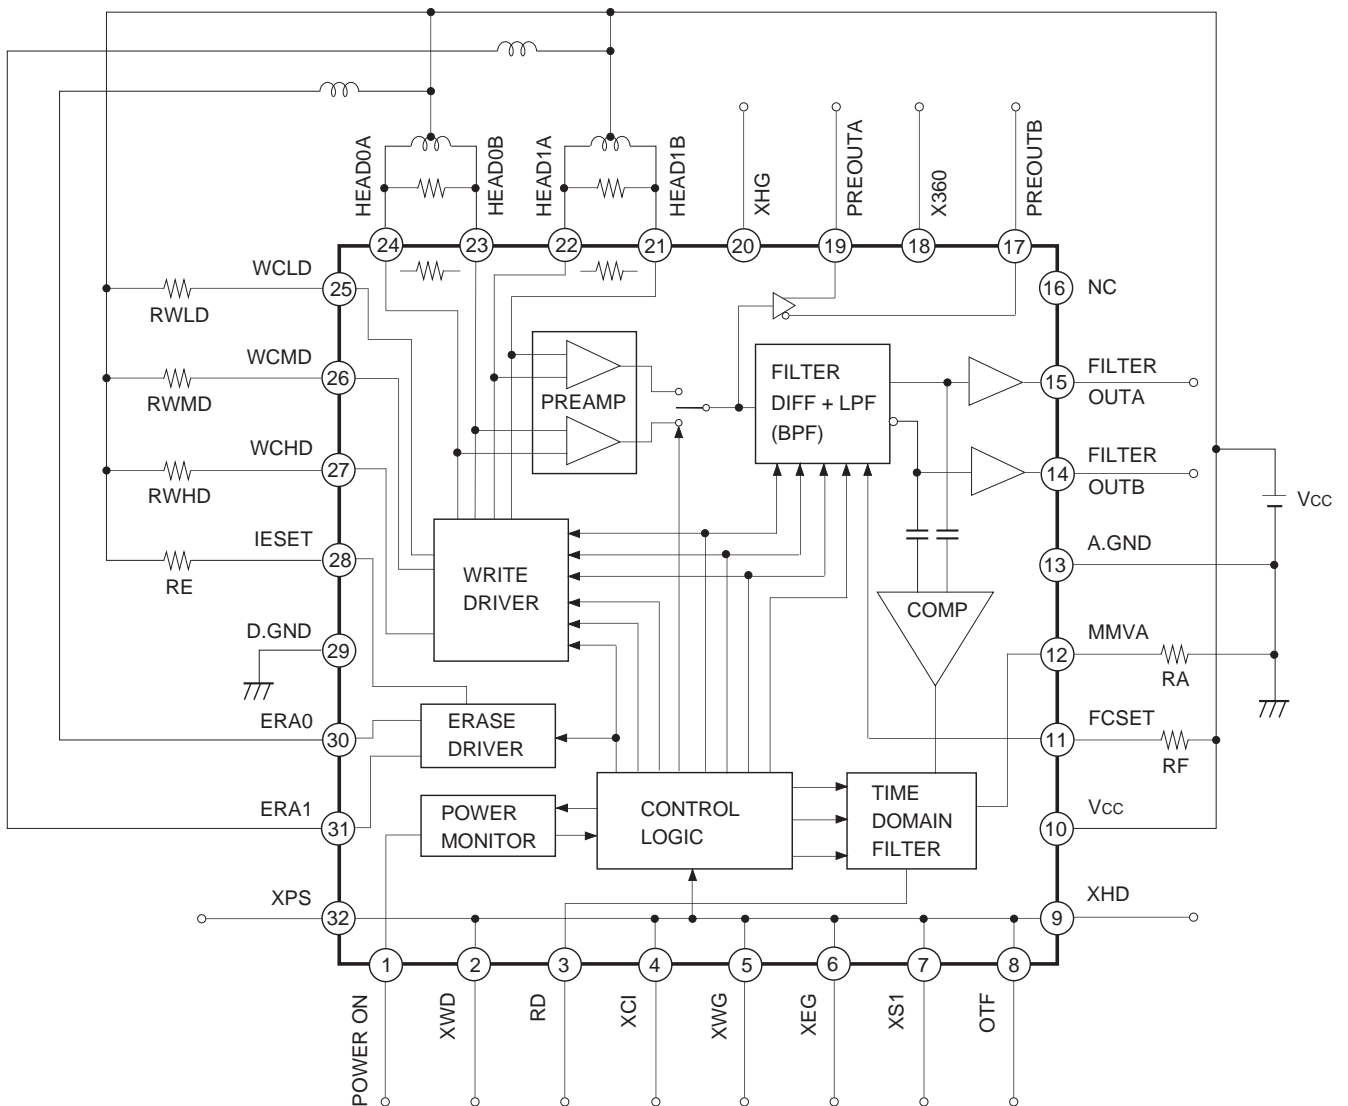 HEAD0A
HEAD0B
HEAD1A
HEAD1B
XHG
PREOUTA
X360
PREOUTB
24
23
22
21
20
19
18
17
WCLD
25
RWLD
WCMD
26
RWMD
WCHD
27
RWHD
IESET
28
RE
D.GND
29
ERA0
30
ERA1
31
XPS
32
PREAMP
FILTER
DIFF + LPF
(BPF)
WRITE
DRIVER
COMP
ERASE
DRIVER
POWER
MONITOR
CONTROL
LOGIC
TIME
DOMAIN
FILTER
16
NC
15
FILTER
OUTA
14
FILTER
OUTB
VCC
A.GND
13
MMVA
12
RA
FCSET
11
RF
VCC
10
XHD
9
1
2
3
4
5
6
7
8
POWER ON
XWD
RD
XCI
XWG
XEG
XS1
OTF